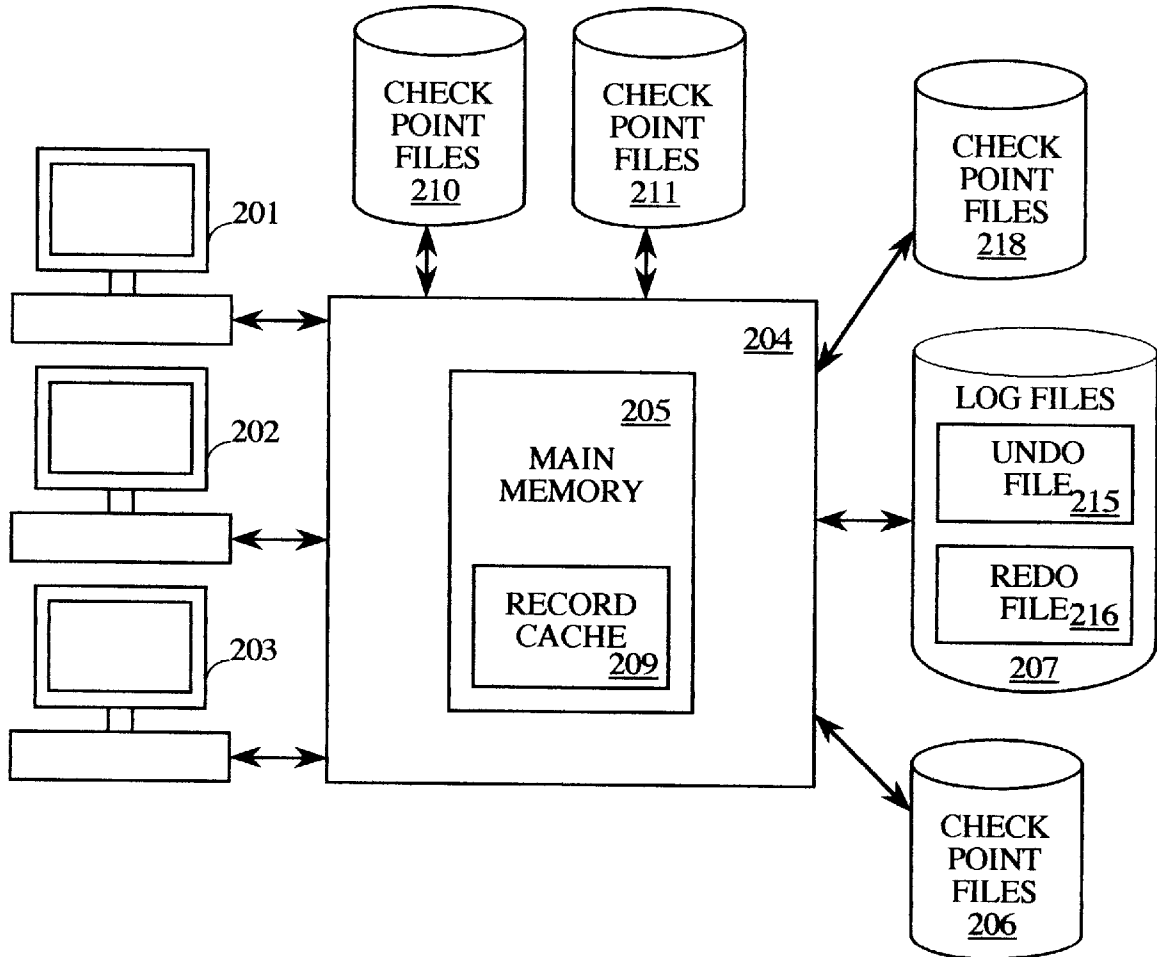 CHECK
POINT
FILES
210
CHECK
POINT
FILES
211
CHECK
POINT
FILES
218
201
202
203
204
205
MAIN
MEMORY
RECORD
CACHE
209
LOG FILES
UNDO
FILE
215
REDO
FILE
216
207
CHECK
POINT
FILES
206